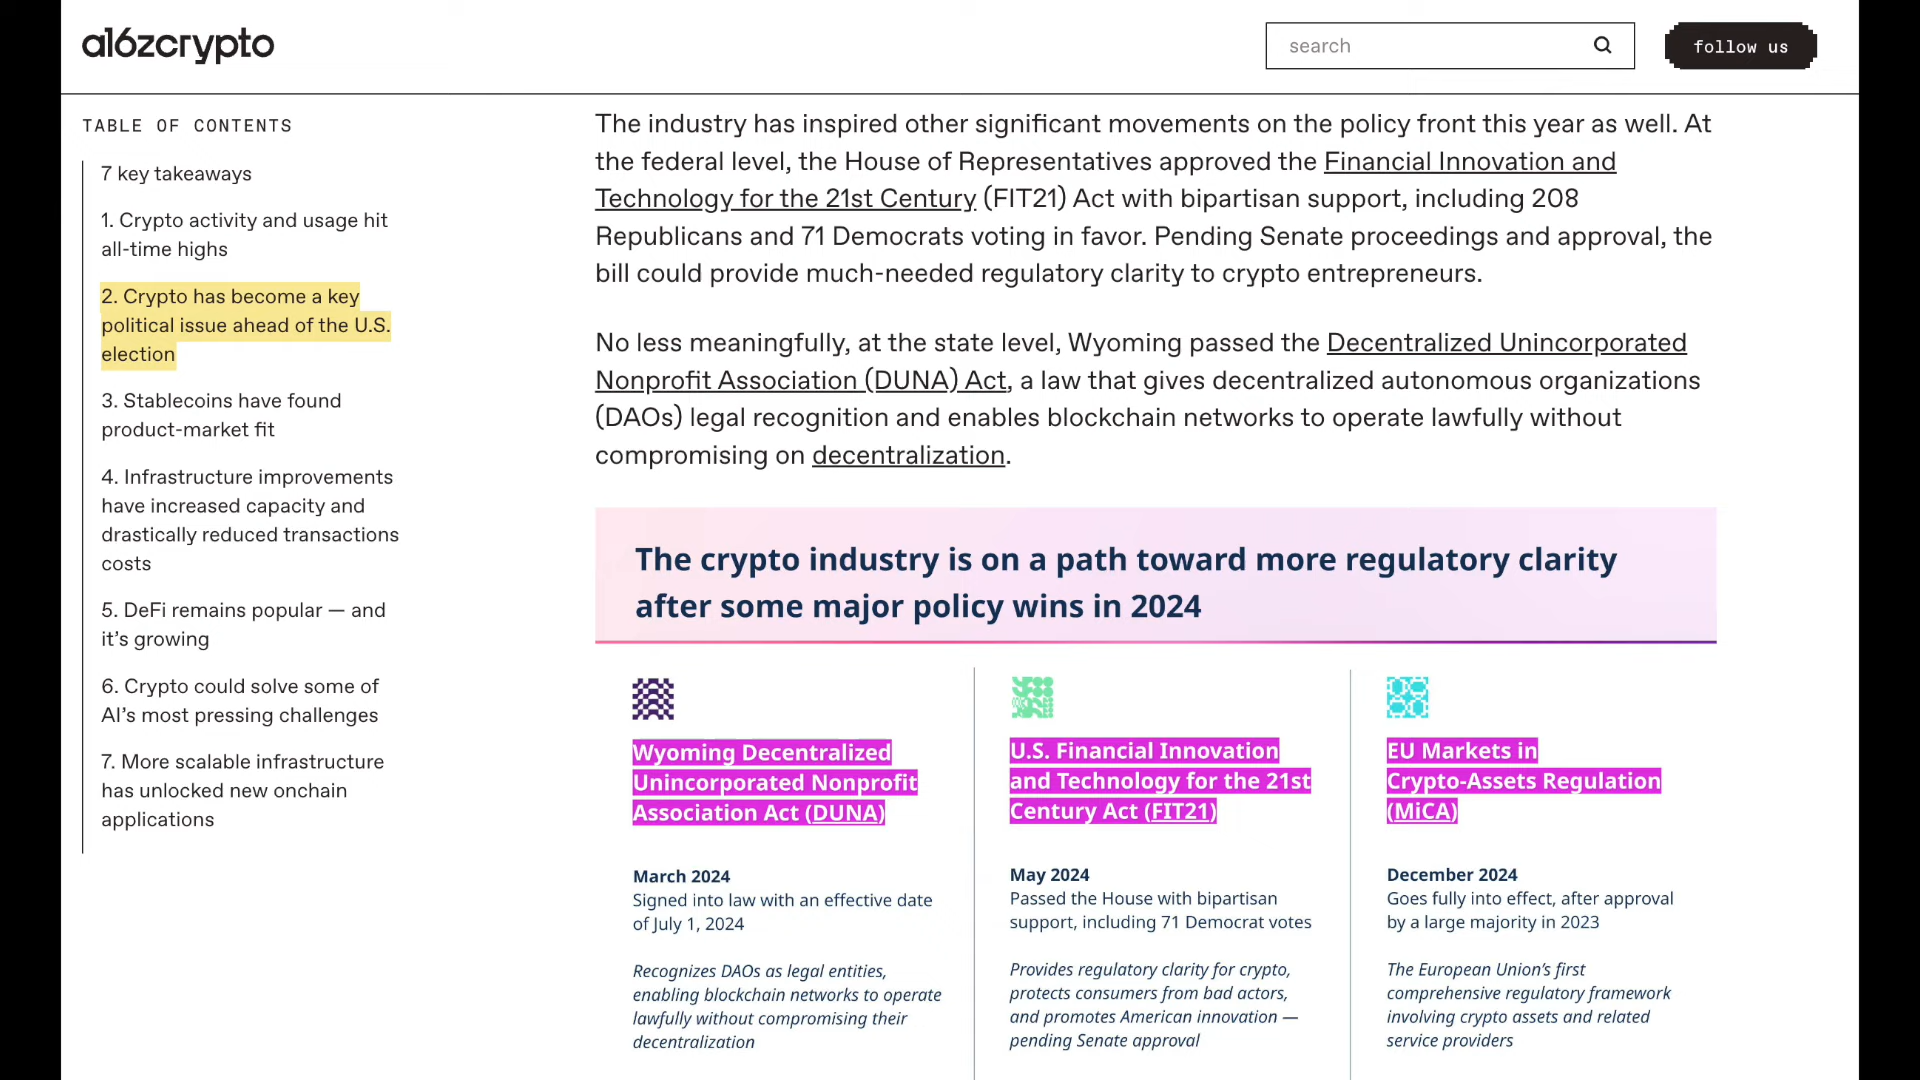 a16zcrypto
search
follow us
TABLE OF CONTENTS
7 key takeaways
1. Crypto activity and usage hit
all-time highs
2. Crypto has become a key
political issue ahead of the U.S.
election
3. Stablecoins have found
product-market fit
4. Infrastructure improvements
have increased capacity and
drastically reduced transactions
costs
5. DeFi remains popular — and
it’s growing
6. Crypto could solve some of
AI’s most pressing challenges
7. More scalable infrastructure
has unlocked new onchain
applications
The industry has inspired other significant movements on the policy front this year as well. At
the federal level, the House of Representatives approved the Financial Innovation and
Technology for the 21st Century (FIT21) Act with bipartisan support, including 208
Republicans and 71 Democrats voting in favor. Pending Senate proceedings and approval, the
bill could provide much-needed regulatory clarity to crypto entrepreneurs.
No less meaningfully, at the state level, Wyoming passed the Decentralized Unincorporated
Nonprofit Association (DUNA) Act, a law that gives decentralized autonomous organizations
(DAOs) legal recognition and enables blockchain networks to operate lawfully without
compromising on decentralization.
The crypto industry is on a path toward more regulatory clarity
after some major policy wins in 2024
Wyoming Decentralized
Unincorporated Nonprofit
Association Act (DUNA)
March 2024
Signed into law with an effective date
of July 1, 2024
Recognizes DAOs as legal entities,
enabling blockchain networks to operate
lawfully without compromising their
decentralization
U.S. Financial Innovation
and Technology for the 21st
Century Act (FIT21)
May 2024
Passed the House with bipartisan
support, including 71 Democrat votes
Provides regulatory clarity for crypto,
protects consumers from bad actors,
and promotes American innovation —
pending Senate approval
EU Markets in
Crypto-Assets Regulation
(MiCA)
December 2024
Goes fully into effect, after approval
by a large majority in 2023
The European Union’s first
comprehensive regulatory framework
involving crypto assets and related
service providers